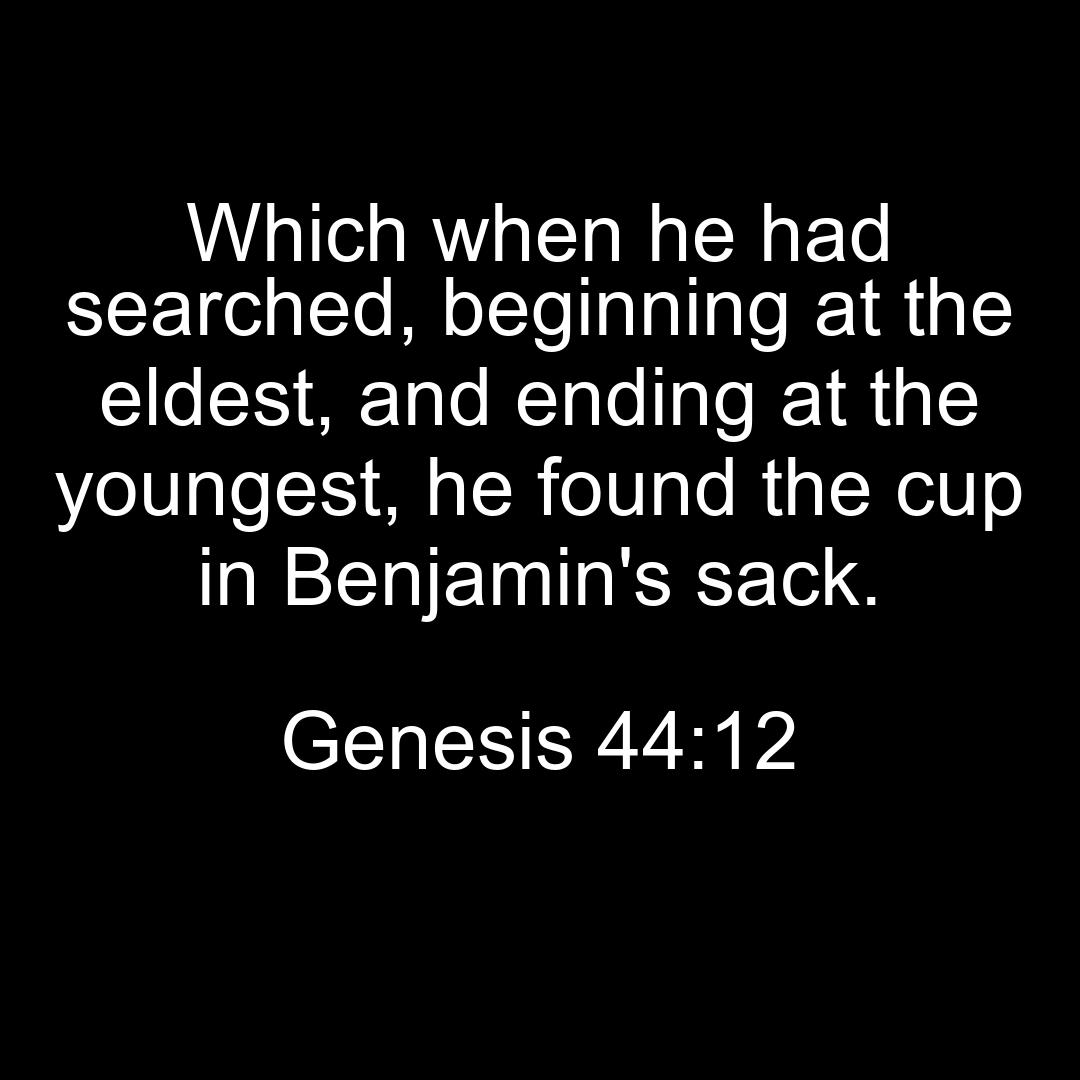 Which when he had
searched, beginning at the
eldest, and ending at the
youngest, he found the cup
in Benjamin's sack.
Genesis 44:12